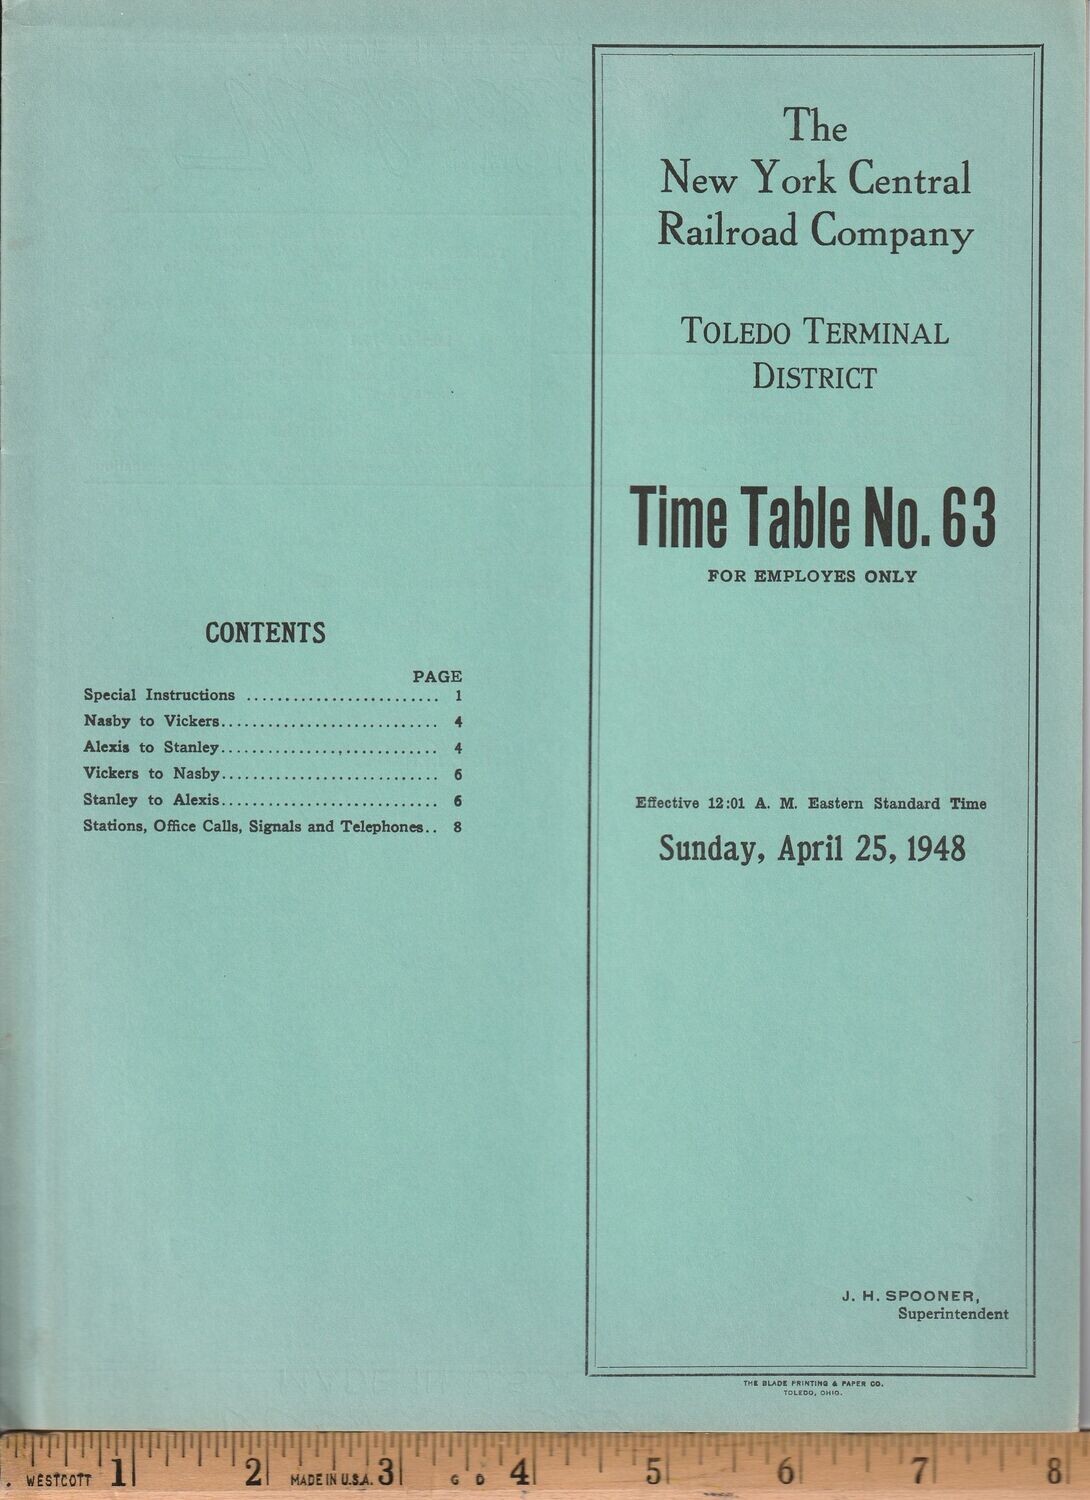 The
New York Central
Railroad Company
TOLEDO TERMINAL
DISTRICT
Time Table No. 63
FOR EMPLOYES ONLY
CONTENTS
PAGE
Special Instructions ......................... 1
Nasby to Vickers............................ 4
Alexis to Stanley............................ 4
Vickers to Nasby............................ 6
Stanley to Alexis............................ 6
Stations, Office Calls, Signals and Telephones.. 8
Effective 12:01 A. M. Eastern Standard Time
Sunday, April 25, 1948
J. H. SPOONER,
Superintendent
THE BLADE PRINTING & PAPER CO.
TOLEDO, OHIO.
WESTCOTT 1 2 MADE IN U.S.A. 3 G D 4 5 6 7 8